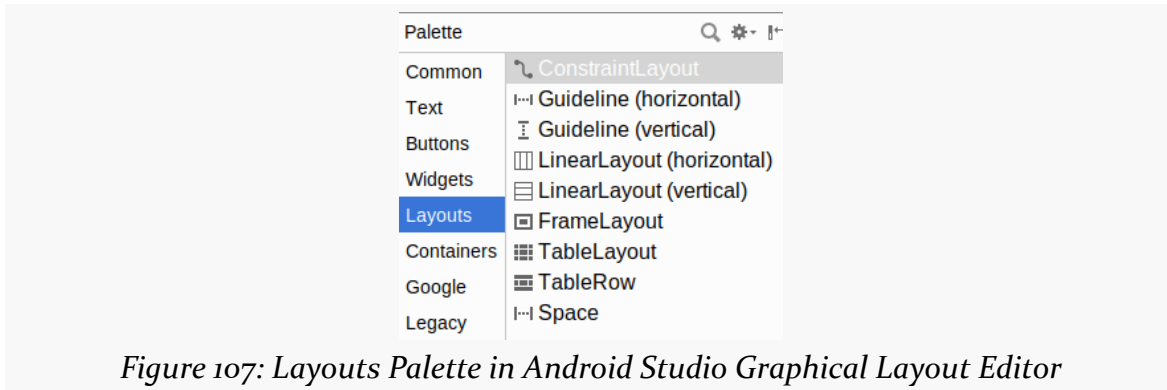 Palette
Common
Text
Buttons
Widgets
Layouts
Containers
Google
Legacy
ConstraintLayout
Guideline (horizontal)
Guideline (vertical)
LinearLayout (horizontal)
LinearLayout (vertical)
FrameLayout
TableLayout
TableRow
Space
Figure 107: Layouts Palette in Android Studio Graphical Layout Editor